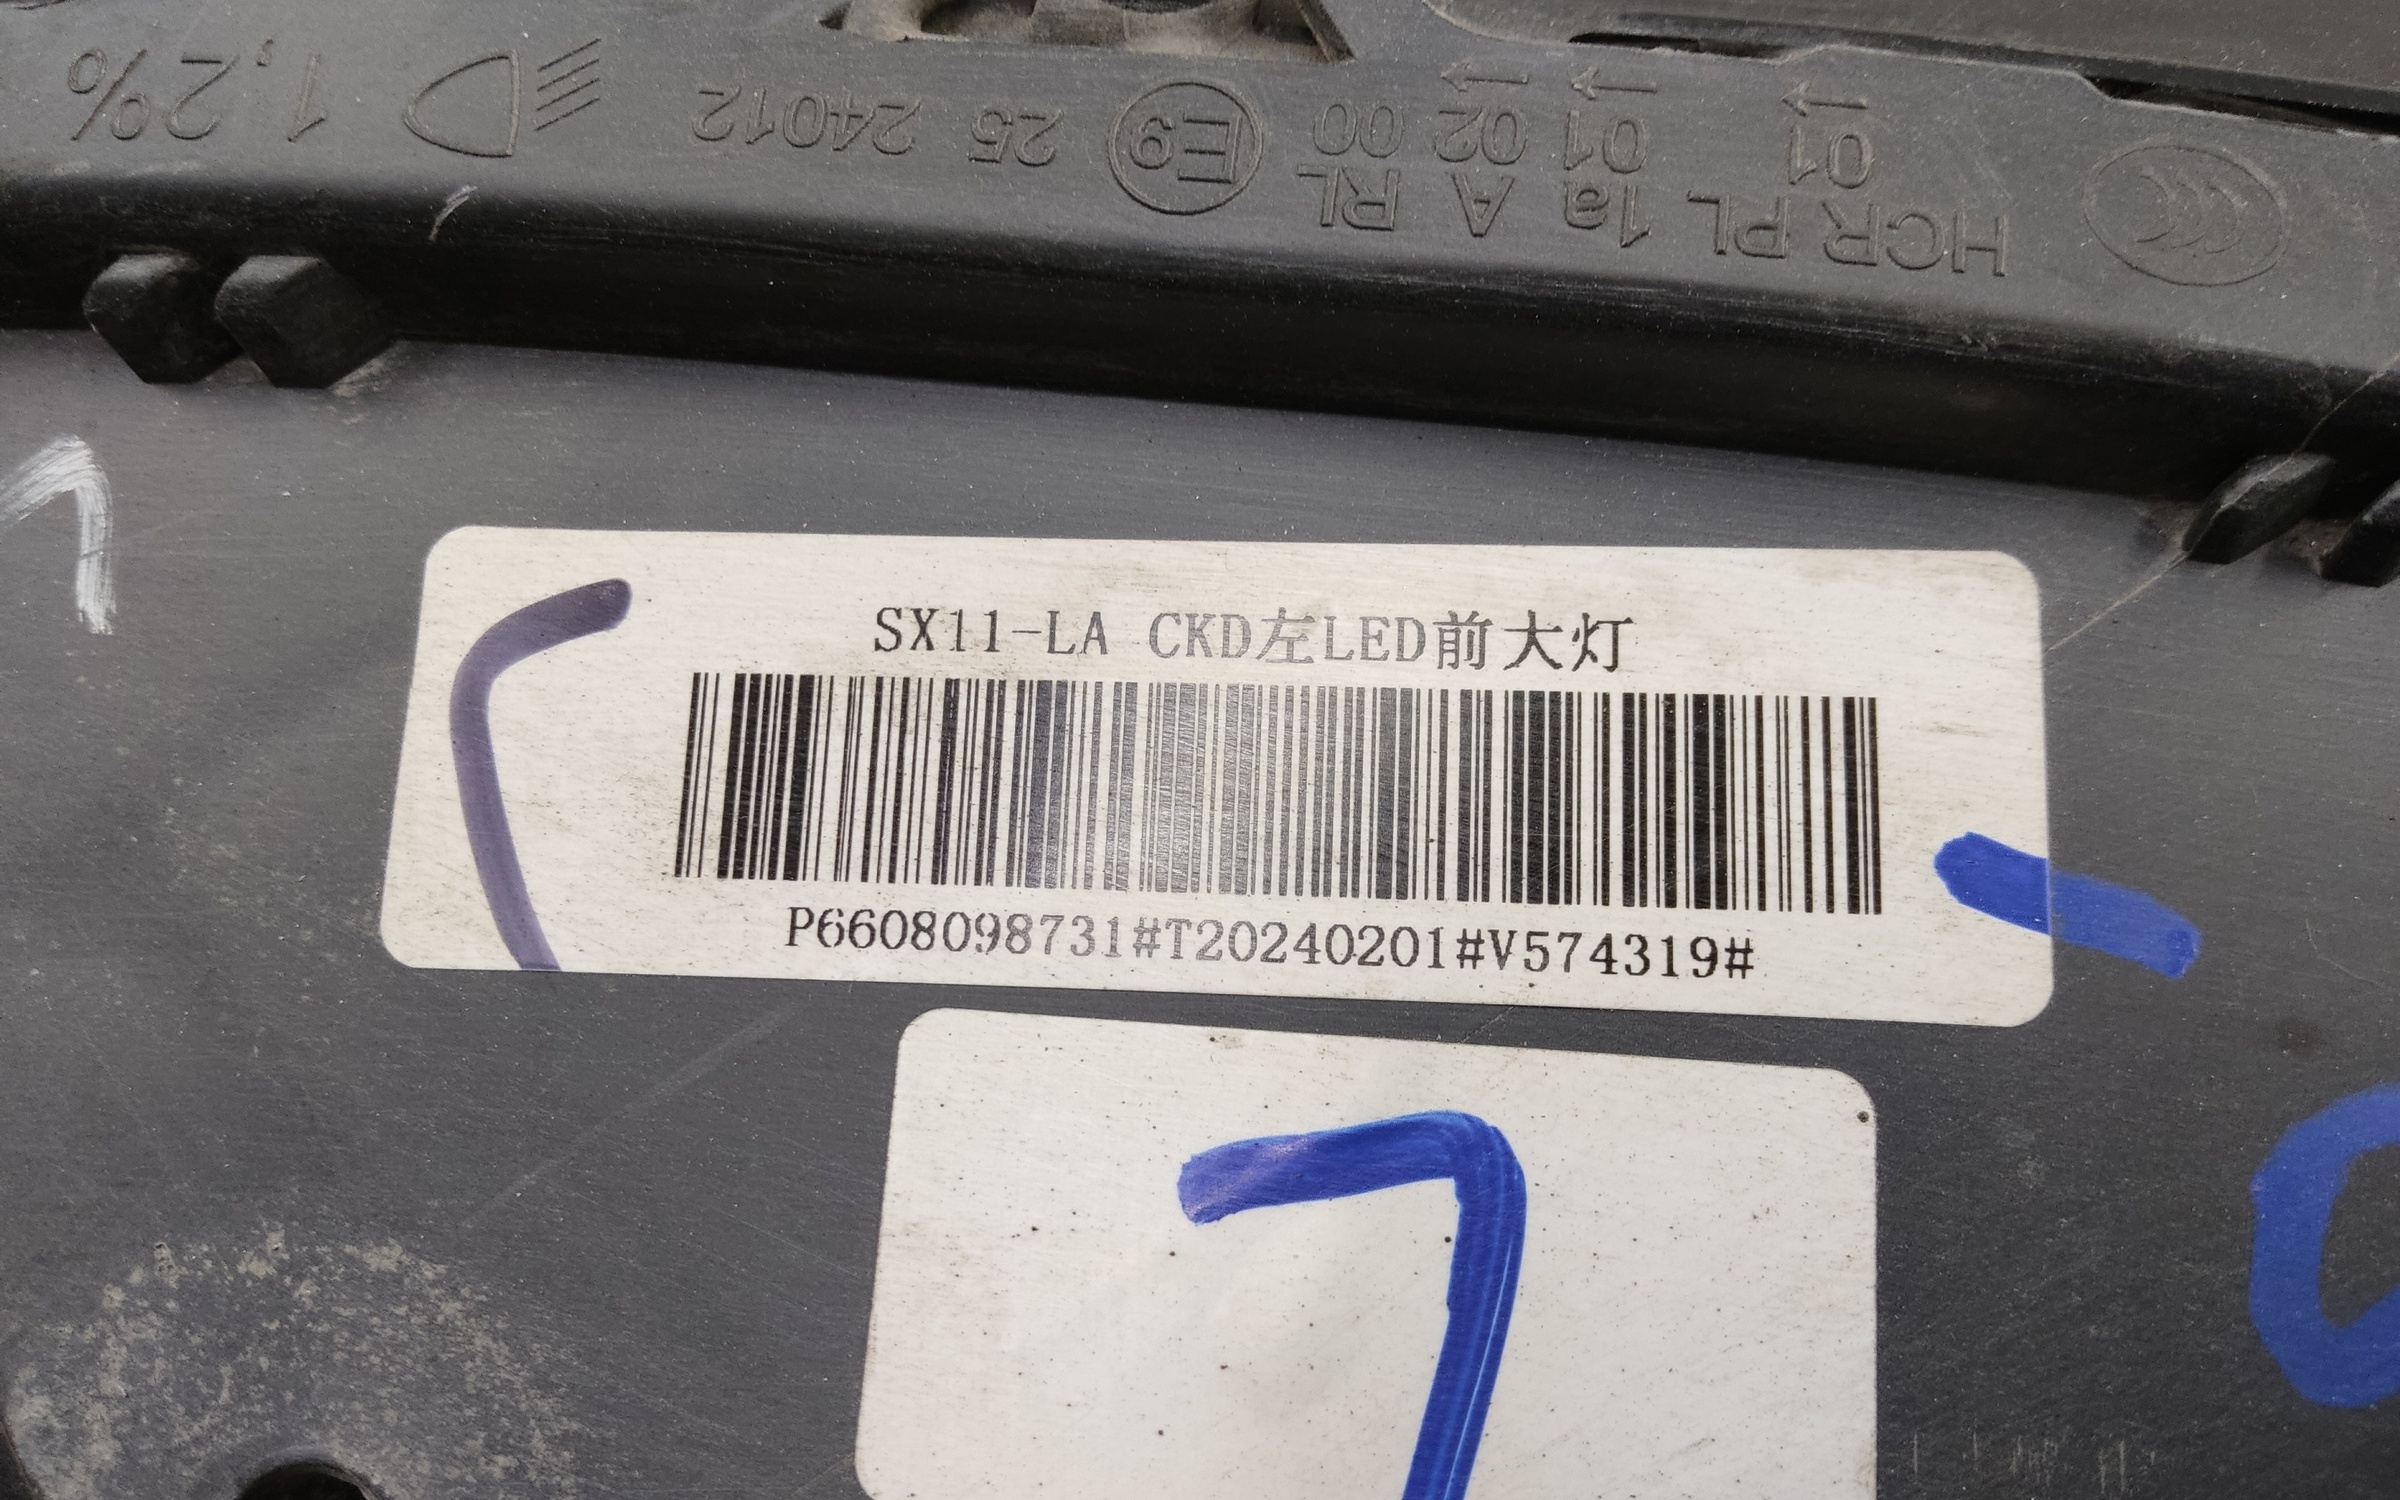 HCR PL 1a A RL
01 01 02 00 E9 25 24012 1,2%
SX11-LA CKD左LED前大灯
P6608098731#T20240201#V574319#